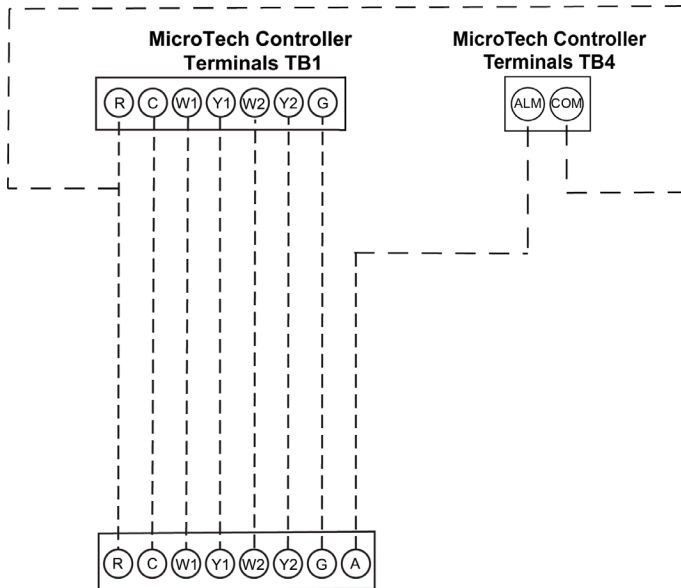 MicroTech Controller
Terminals TB1
MicroTech Controller
Terminals TB4
R C W1 Y1 W2 Y2 G
ALM COM
R C W1 Y1 W2 Y2 G A